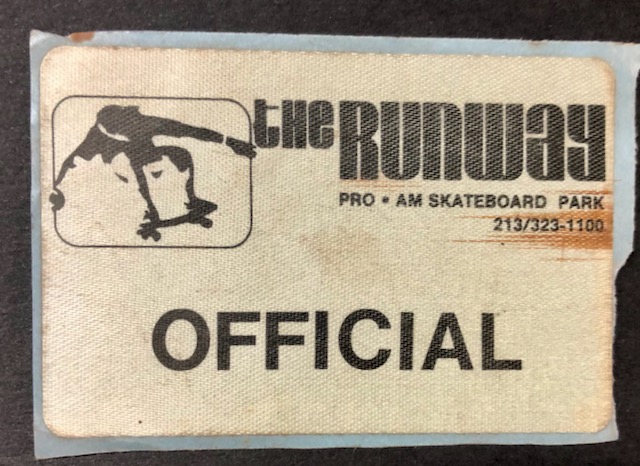 the RUNWay
PRO • AM SKATEBOARD PARK
213/323-1100
OFFICIAL